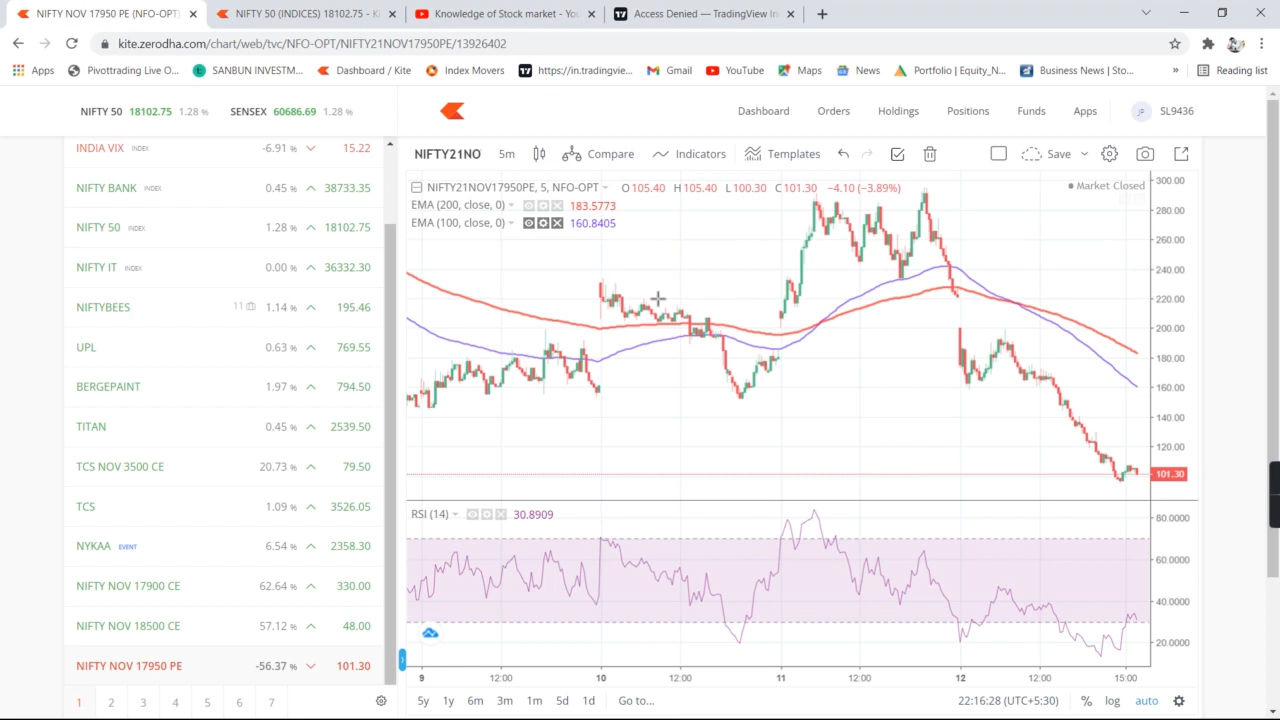 NIFTY NOV 17950 PE (NFO-OPT)
NIFTY 50 (INDICES) 18102.75 - Ki
Knowledge of Stock market - You
Access Denied — TradingView In
kite.zerodha.com/chart/web/tvc/NFO-OPT/NIFTY21NOV17950PE/13926402
Apps Pivottrading Live O... SANBUN INVESTM... Dashboard / Kite Index Movers https://in.tradingvie... Gmail YouTube Maps News Portfolio | Equity_N... Business News | Sto... » Reading list
NIFTY 50 18102.75 1.28 % SENSEX 60686.69 1.28 %
Dashboard Orders Holdings Positions Funds Apps SL9436
INDIA VIX INDEX -6.91 % 15.22
NIFTY BANK INDEX 0.45 % 38733.35
NIFTY 50 INDEX 1.28 % 18102.75
NIFTY IT INDEX 0.00 % 36332.30
NIFTYBEES 11 1.14 % 195.46
UPL 0.63 % 769.55
BERGEPAINT 1.97 % 794.50
TITAN 0.45 % 2539.50
TCS NOV 3500 CE 20.73 % 79.50
TCS 1.09 % 3526.05
NYKAA EVENT 6.54 % 2358.30
NIFTY NOV 17900 CE 62.64 % 330.00
NIFTY NOV 18500 CE 57.12 % 48.00
NIFTY NOV 17950 PE -56.37 % 101.30
1 2 3 4 5 6 7
NIFTY21NO 5m Compare Indicators Templates Save
NIFTY21NOV17950PE, 5, NFO-OPT O105.40 H105.40 L100.30 C101.30 −4.10 (−3.89%)
Market Closed
EMA (200, close, 0) 183.5773
EMA (100, close, 0) 160.8405
300.00
280.00
260.00
240.00
220.00
200.00
180.00
160.00
140.00
120.00
101.30
RSI (14) 30.8909
80.0000
60.0000
40.0000
20.0000
9 12:00 10 12:00 11 12:00 12 12:00 15:00
5y 1y 6m 3m 1m 5d 1d Go to... 22:16:28 (UTC+5:30) % log auto